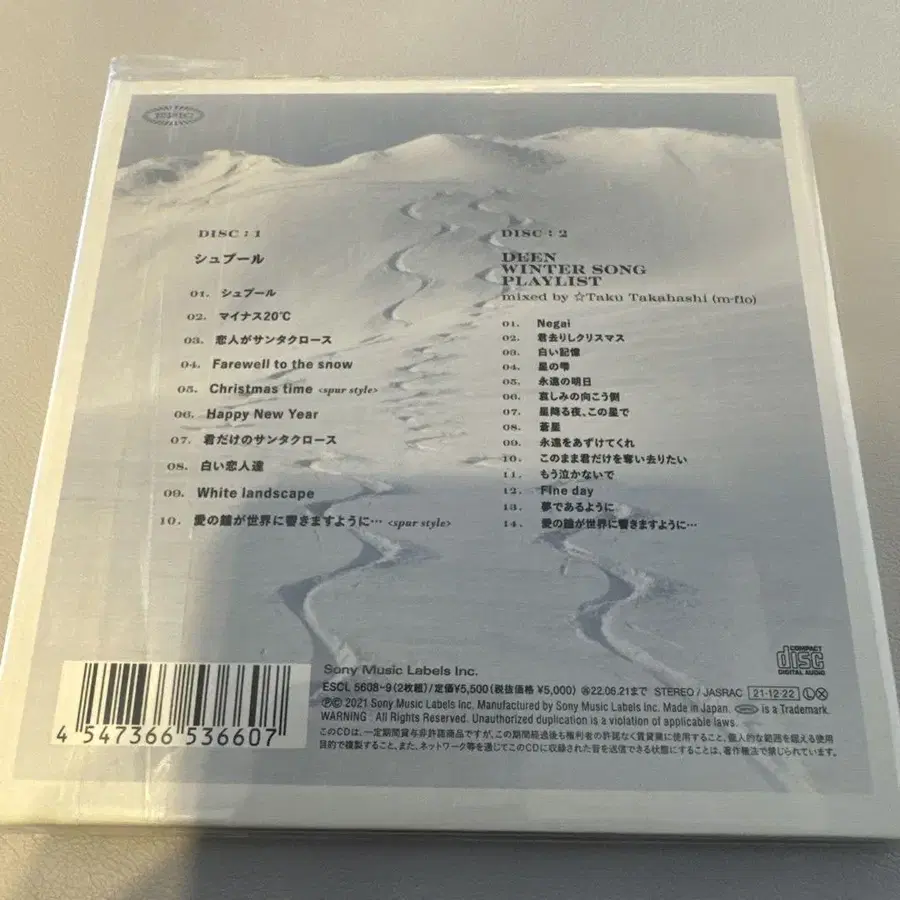 DISC : 1
シュプール
01. シュプール
02. マイナス20℃
03. 恋人がサンタクロース
04. Farewell to the snow
05. Christmas time <spur style>
06. Happy New Year
07. 君だけのサンタクロース
08. 白い恋人達
09. White landscape
10. 愛の鐘が世界に響きますように… <spur style>
DISC : 2
DEEN
WINTER SONG
PLAYLIST
mixed by ☆Taku Takahashi (m-flo)
01. Negai
02. 君去りしクリスマス
03. 白い記憶
04. 星の雫
05. 永遠の明日
06. 哀しみの向こう側
07. 星降る夜、この星で
08. 蒼星
09. 永遠をあずけてくれ
10. このまま君だけを奪い去りたい
11. もう泣かないで
12. Fine day
13. 夢であるように
14. 愛の鐘が世界に響きますように…
4 547366 536607
Sony Music Labels Inc.
ESCL 5608~9 (2枚組)/定価¥5,500(税抜価格 ¥5,000) 22.06.21まで STEREO / JASRAC 21・12・22 L X
COMPACT disc DIGITAL AUDIO
℗© 2021 Sony Music Labels Inc. Manufactured by Sony Music Labels Inc. Made in Japan. is a Trademark.
WARNING : All Rights Reserved. Unauthorized duplication is a violation of applicable laws.
このCDは、一定期間貸与非許諾商品ですが、この期間経過後も権利者の許諾なく賃貸業に使用すること、個人的な範囲を超える使用
目的で複製すること、また、ネットワーク等を通じてこのCDに収録された音を送信できる状態にすることは、著作権法で禁じられています。